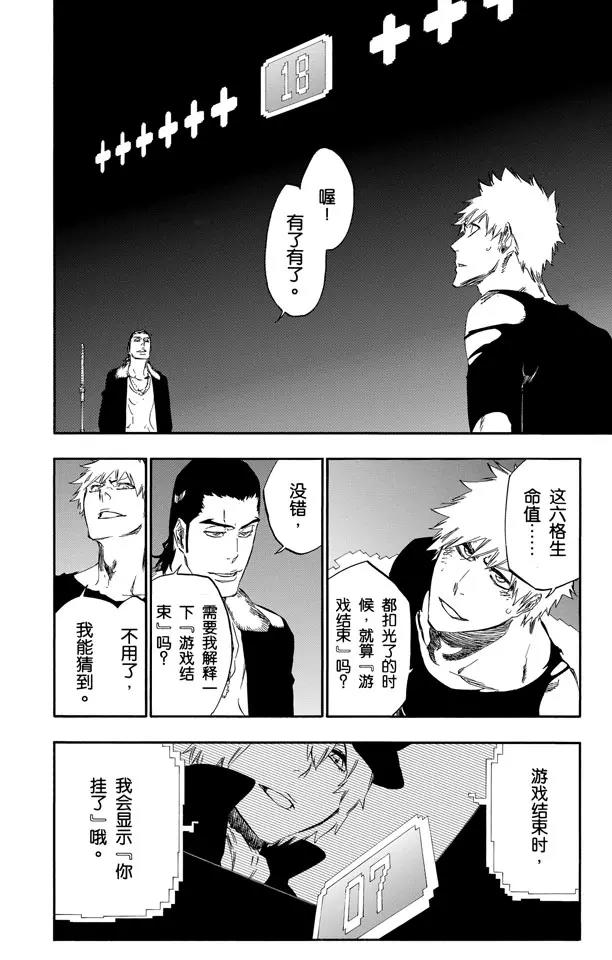 18
喔！
有了有了。
这六格生
命值……
都扣光了的时
候，就算『游
戏结束』吗？
没错，
需要我解释一
下『游戏结
束』吗？
不用了，
我能猜到。
游戏结束时，
我会显示『你
挂了』哦。
07